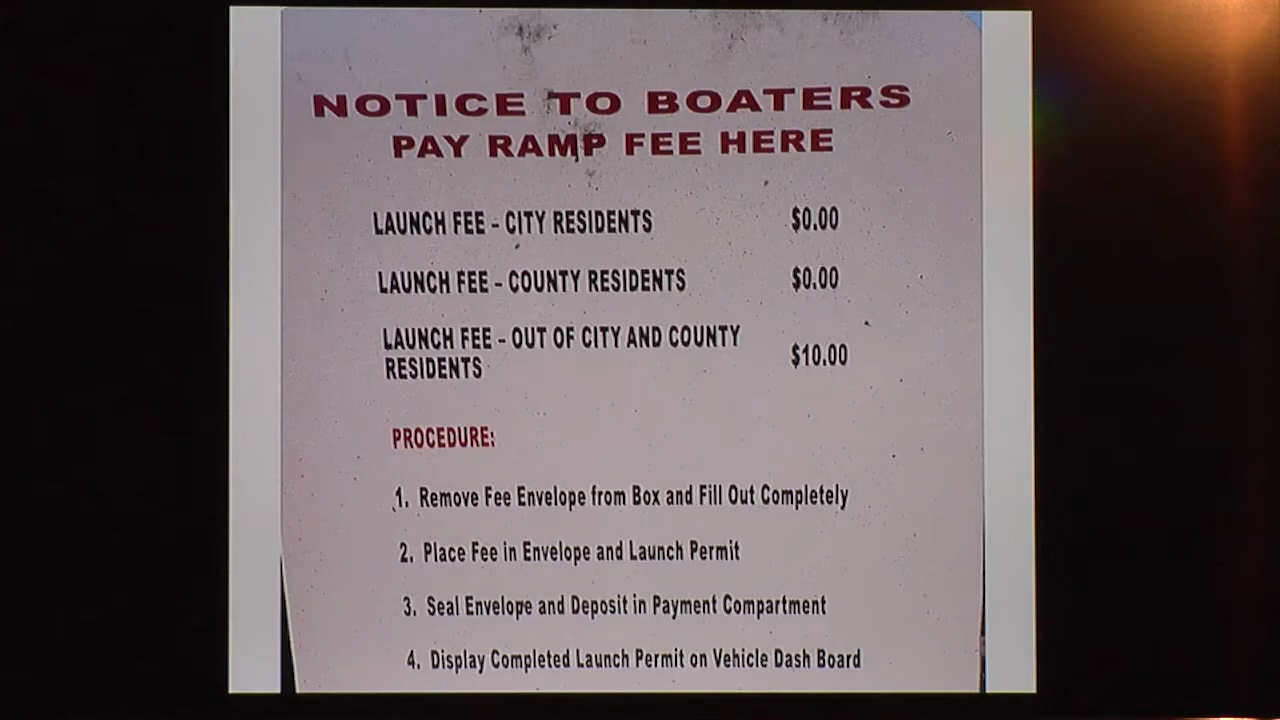 NOTICE TO BOATERS
PAY RAMP FEE HERE
LAUNCH FEE - CITY RESIDENTS $0.00
LAUNCH FEE - COUNTY RESIDENTS $0.00
LAUNCH FEE - OUT OF CITY AND COUNTY
RESIDENTS $10.00
PROCEDURE:
1. Remove Fee Envelope from Box and Fill Out Completely
2. Place Fee in Envelope and Launch Permit
3. Seal Envelope and Deposit in Payment Compartment
4. Display Completed Launch Permit on Vehicle Dash Board